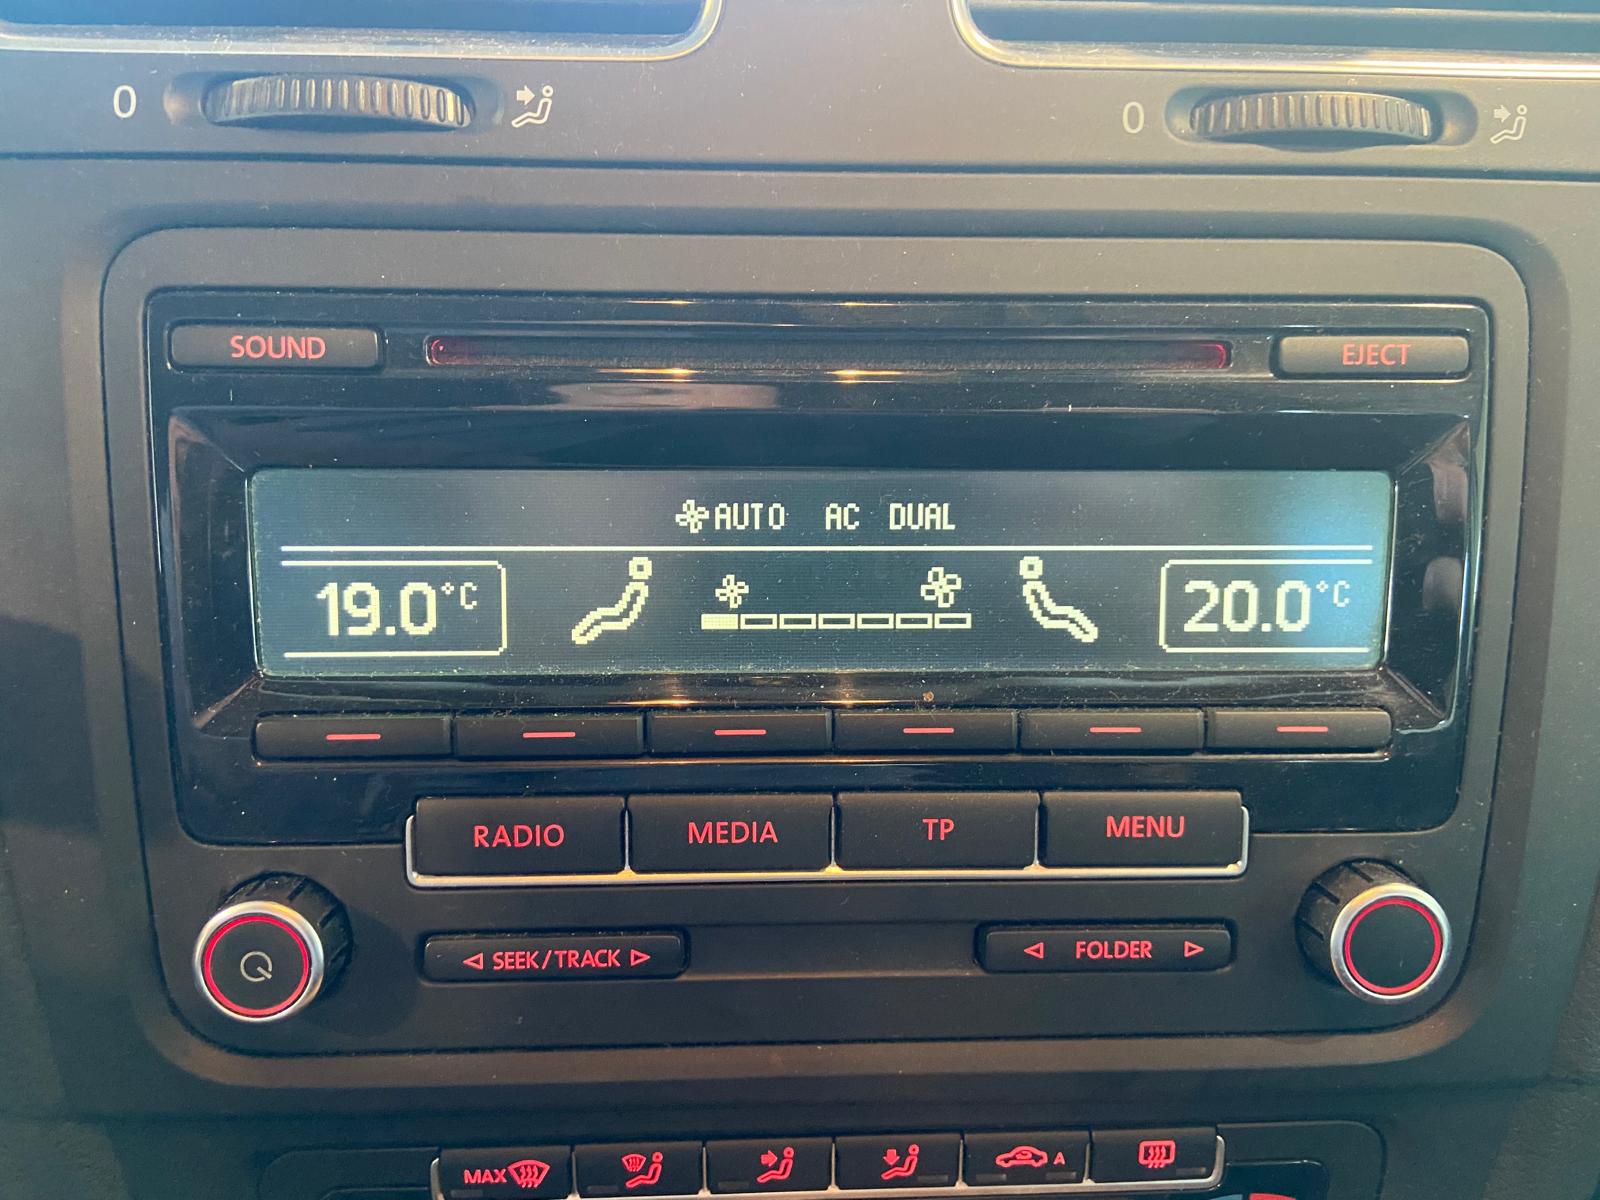 0 0
SOUND EJECT
AUTO AC DUAL
19.0°C 20.0°C
RADIO MEDIA TP MENU
SEEK/TRACK FOLDER
MAX A